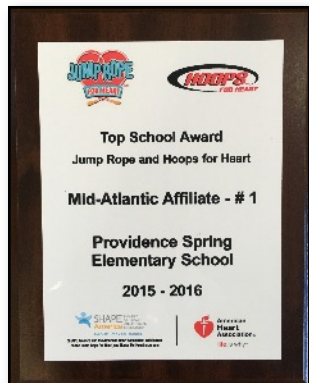 JUMP ROPE
FOR HEART
HOOPS
FOR HEART
Top School Award
Jump Rope and Hoops for Heart
Mid-Atlantic Affiliate - # 1
Providence Spring
Elementary School
2015 - 2016
SHAPE
America
American
Heart
Association